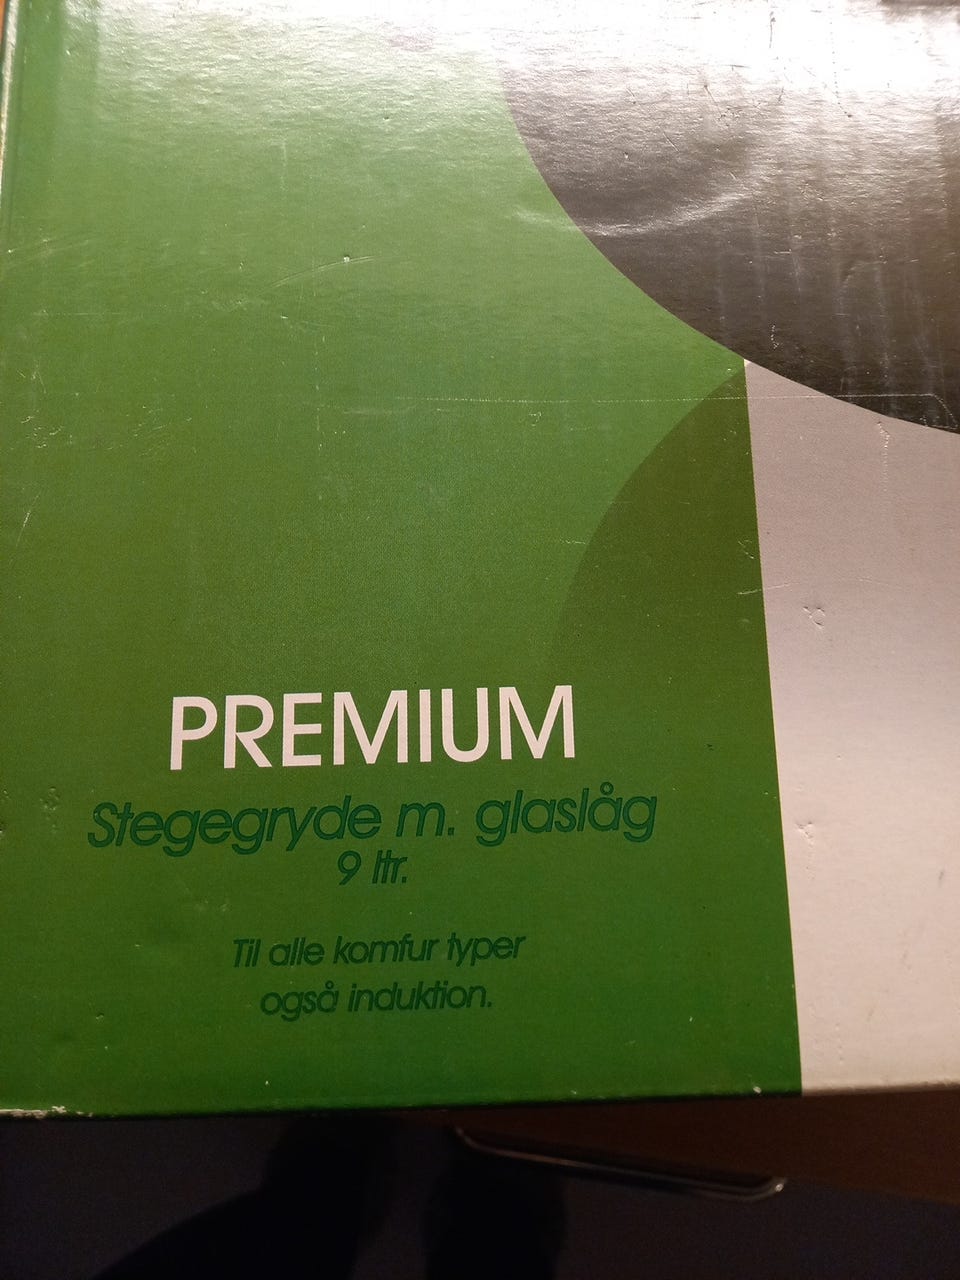 PREMIUM
Stegegryde m. glaslåg
9 ltr.
Til alle komfur typer
også induktion.